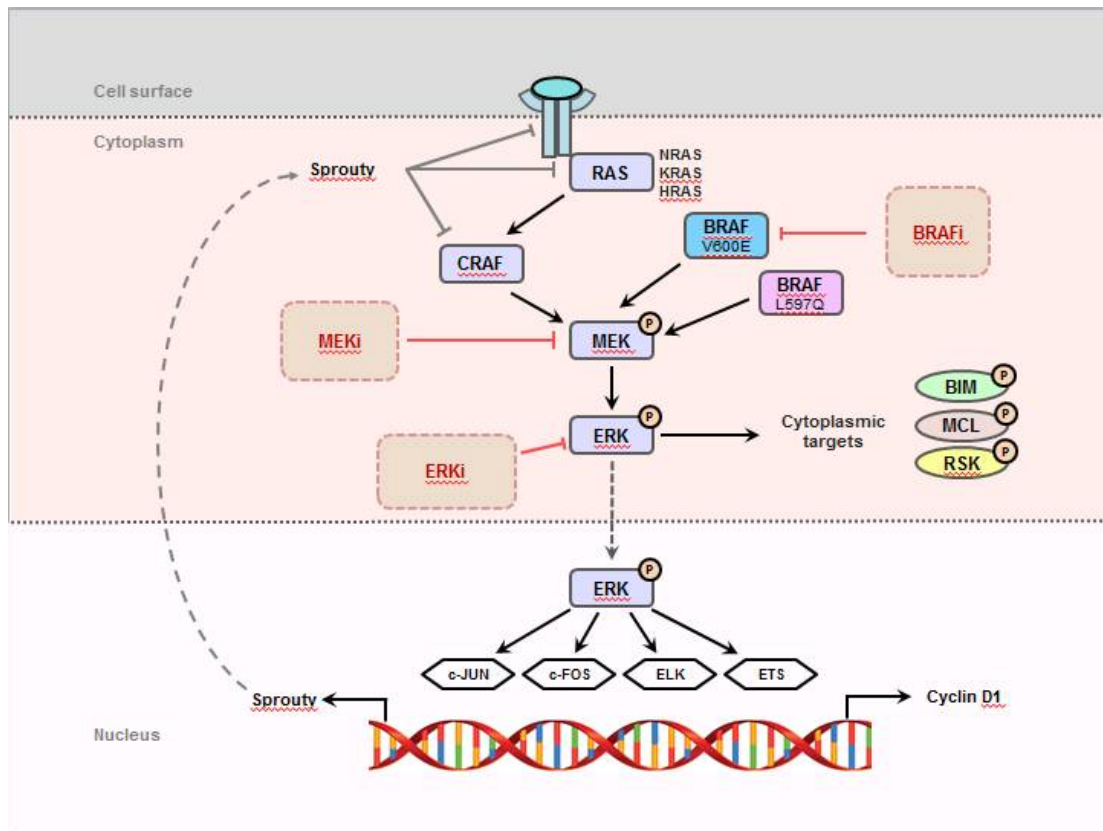 Cell surface
Cytoplasm
Sprouty
RAS
NRAS
KRAS
HRAS
BRAF
V600E
BRAFi
CRAF
BRAF
L597Q
MEKi
MEK
P
BIM
P
MCL
P
RSK
P
ERK
P
Cytoplasmic
targets
ERKi
ERK
P
c-JUN
c-FOS
ELK
ETS
Sprouty
Cyclin D1
Nucleus